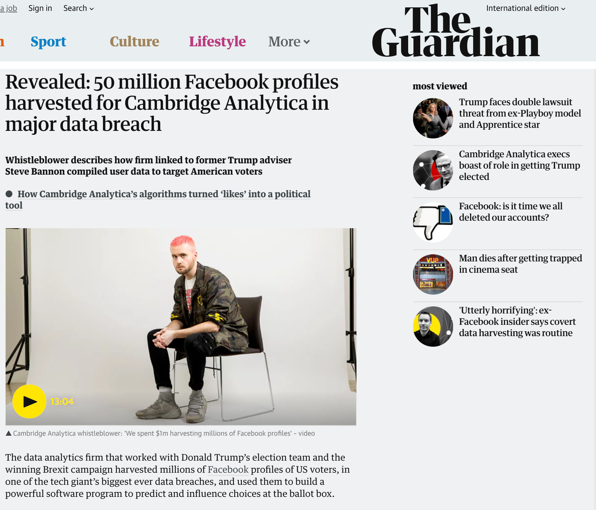 a job Sign in Search
International edition
Sport Culture Lifestyle More
The
Guardian
Revealed: 50 million Facebook profiles
harvested for Cambridge Analytica in
major data breach
Whistleblower describes how firm linked to former Trump adviser
Steve Bannon compiled user data to target American voters
● How Cambridge Analytica's algorithms turned ‘likes’ into a political
tool
13:04
▲ Cambridge Analytica whistleblower: ‘We spent $1m harvesting millions of Facebook profiles’ – video
The data analytics firm that worked with Donald Trump’s election team and the
winning Brexit campaign harvested millions of Facebook profiles of US voters, in
one of the tech giant’s biggest ever data breaches, and used them to build a
powerful software program to predict and influence choices at the ballot box.
most viewed
Trump faces double lawsuit
threat from ex-Playboy model
and Apprentice star
Cambridge Analytica execs
boast of role in getting Trump
elected
Facebook: is it time we all
deleted our accounts?
Man dies after getting trapped
in cinema seat
‘Utterly horrifying’: ex-
Facebook insider says covert
data harvesting was routine